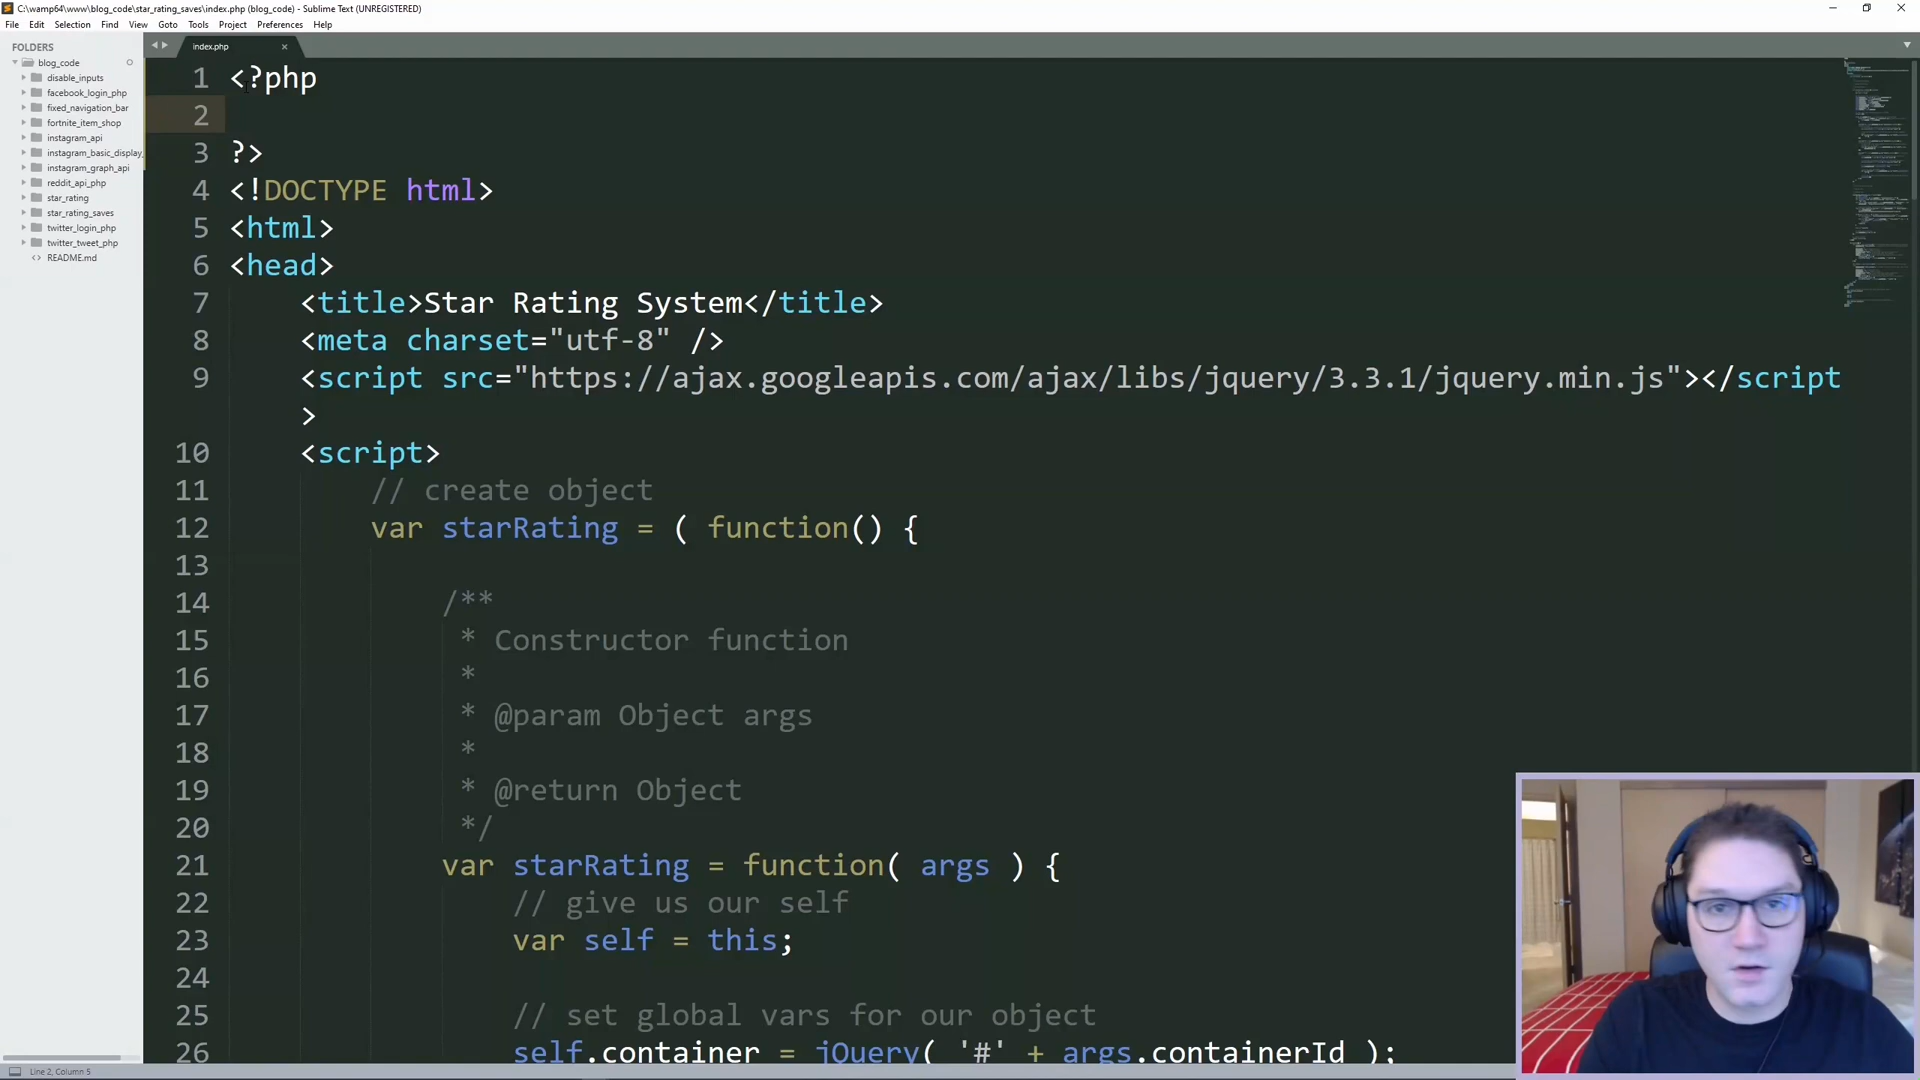 C:\wamp64\www\blog_code\star_rating_saves\index.php (blog_code) - Sublime Text (UNREGISTERED)
File Edit Selection Find View Goto Tools Project Preferences Help
FOLDERS
blog_code
disable_inputs
facebook_login_php
fixed_navigation_bar
fortnite_item_shop
instagram_api
instagram_basic_display_
instagram_graph_api
reddit_api_php
star_rating
star_rating_saves
twitter_login_php
twitter_tweet_php
<> README.md
index.php
1 <?php
2
3 ?>
4 <!DOCTYPE html>
5 <html>
6 <head>
7 <title>Star Rating System</title>
8 <meta charset="utf-8" />
9 <script src="https://ajax.googleapis.com/ajax/libs/jquery/3.3.1/jquery.min.js"></script
>
10 <script>
11 // create object
12 var starRating = ( function() {
13
14 /**
15 * Constructor function
16 *
17 * @param Object args
18 *
19 * @return Object
20 */
21 var starRating = function( args ) {
22 // give us our self
23 var self = this;
24
25 // set global vars for our object
26 self.container = jQuery( '#' + args.containerId );
Line 2, Column 5